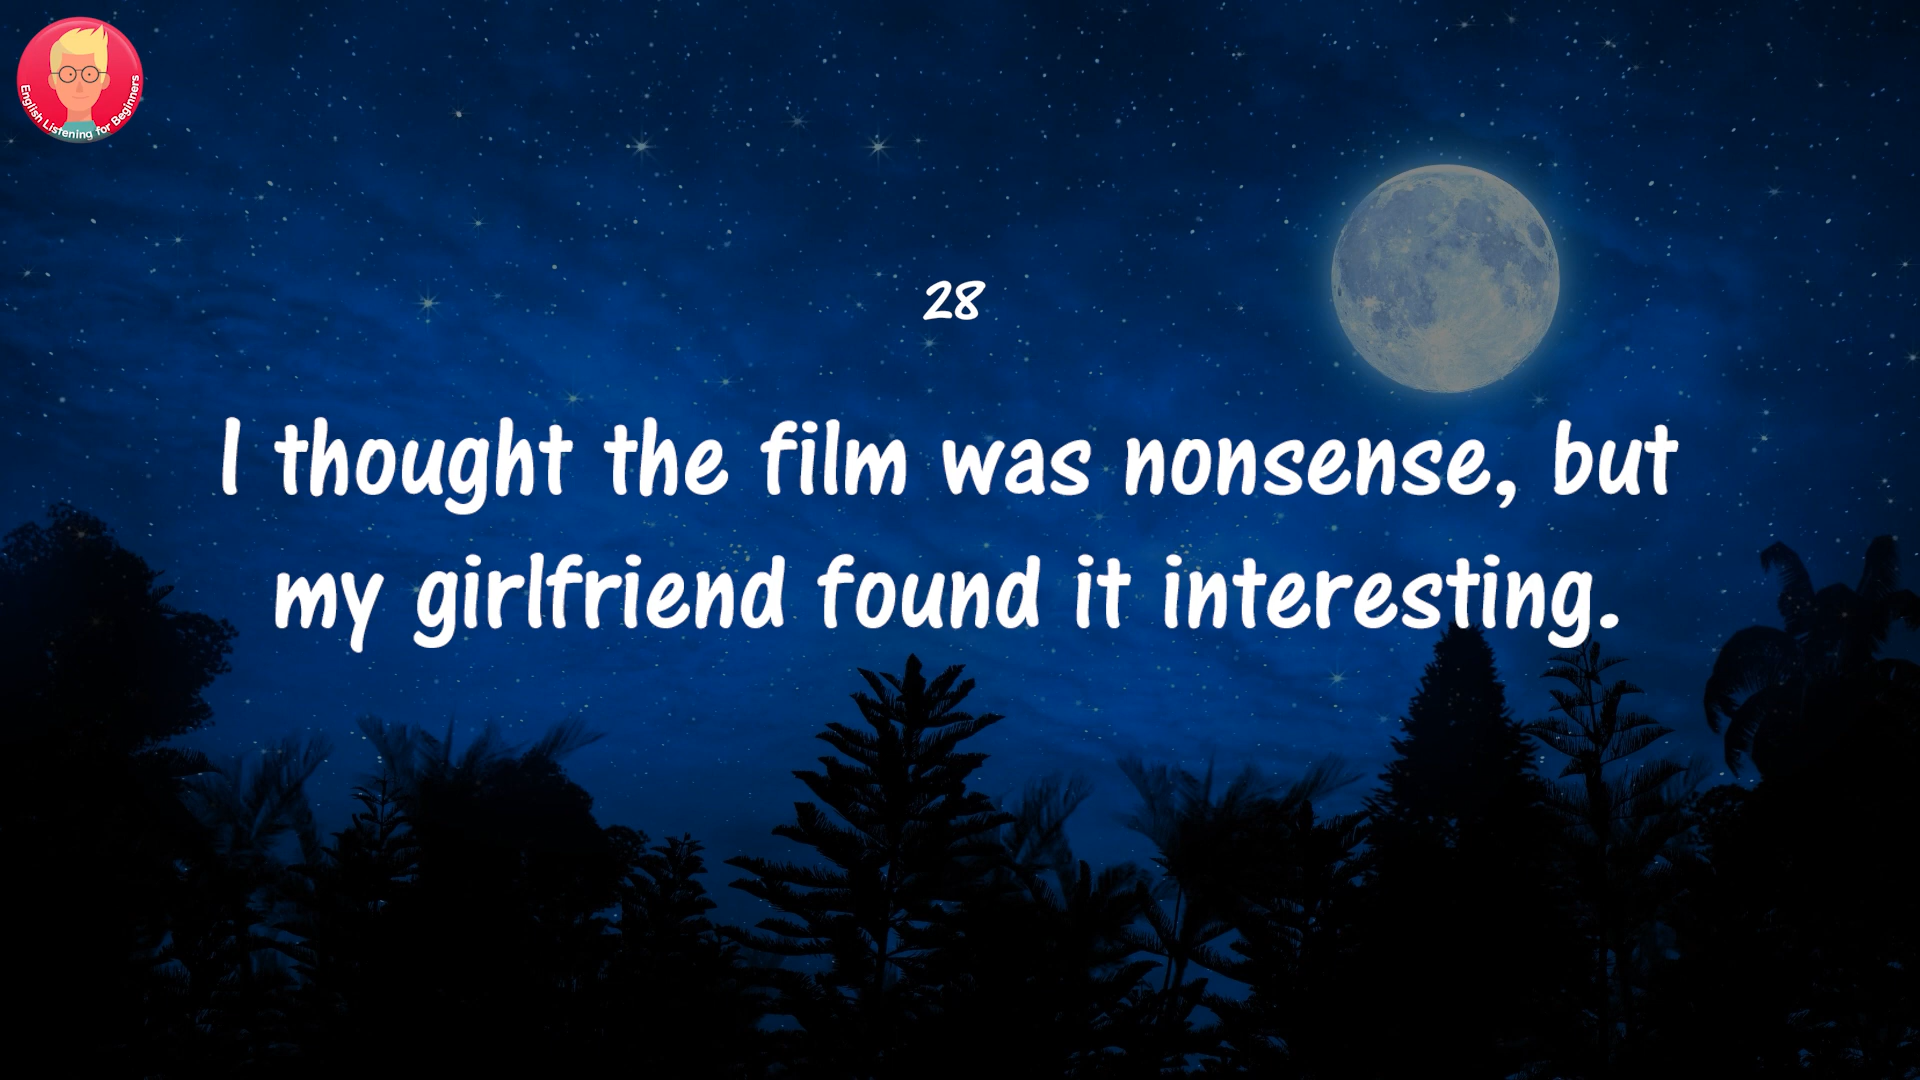 English Listening for Beginners
28
I thought the film was nonsense, but
my girlfriend found it interesting.